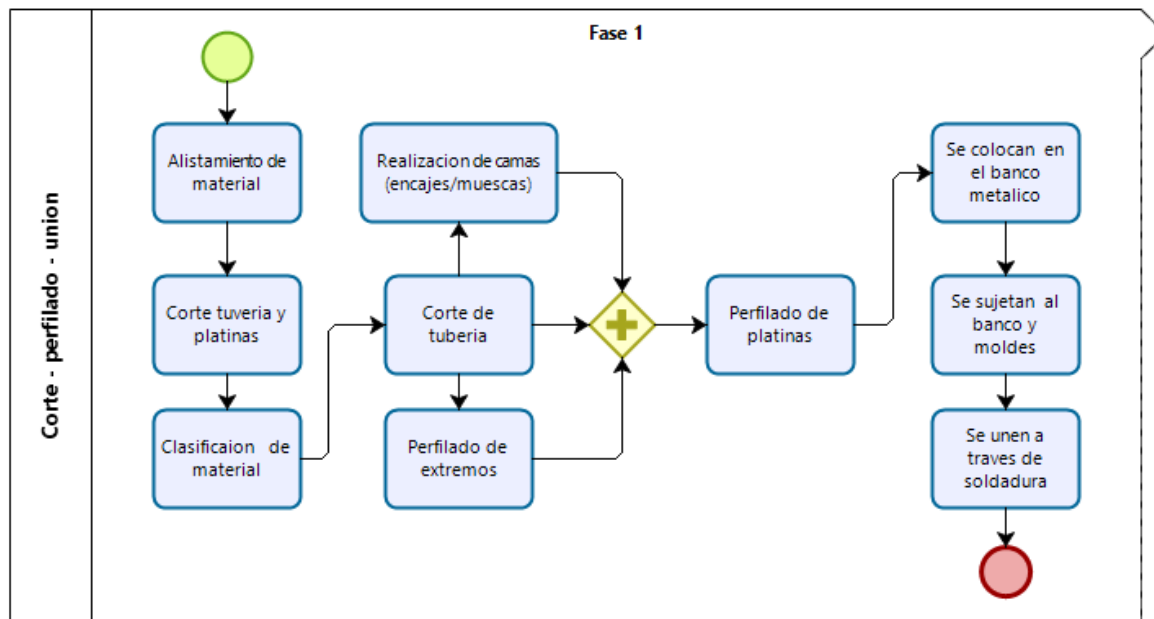 Fase 1
Corte - perfilado - union
Alistamiento de
material
Corte tuveria y
platinas
Clasificaion de
material
Realizacion de camas
(encajes/muescas)
Corte de
tuberia
Perfilado de
extremos
Perfilado de
platinas
Se colocan en
el banco
metalico
Se sujetan al
banco y
moldes
Se unen a
traves de
soldadura